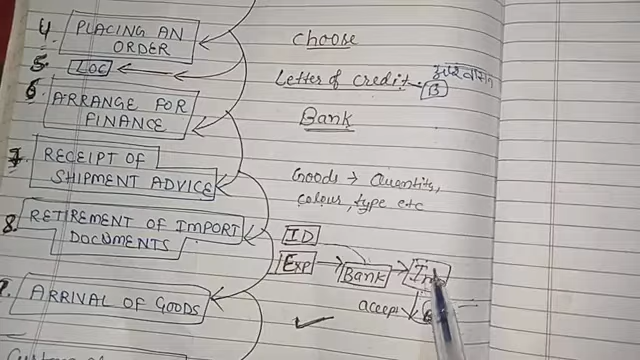 4. PLACING AN
ORDER
choose
5. LOC
Letter of credit
B
6. ARRANGE FOR
FINANCE
Bank
7. RECEIPT OF
SHIPMENT ADVICE
Goods → Quantity,
colour, type etc
8. RETIREMENT OF IMPORT
DOCUMENTS
ID
Exp → Bank →
accept
9. ARRIVAL OF GOODS